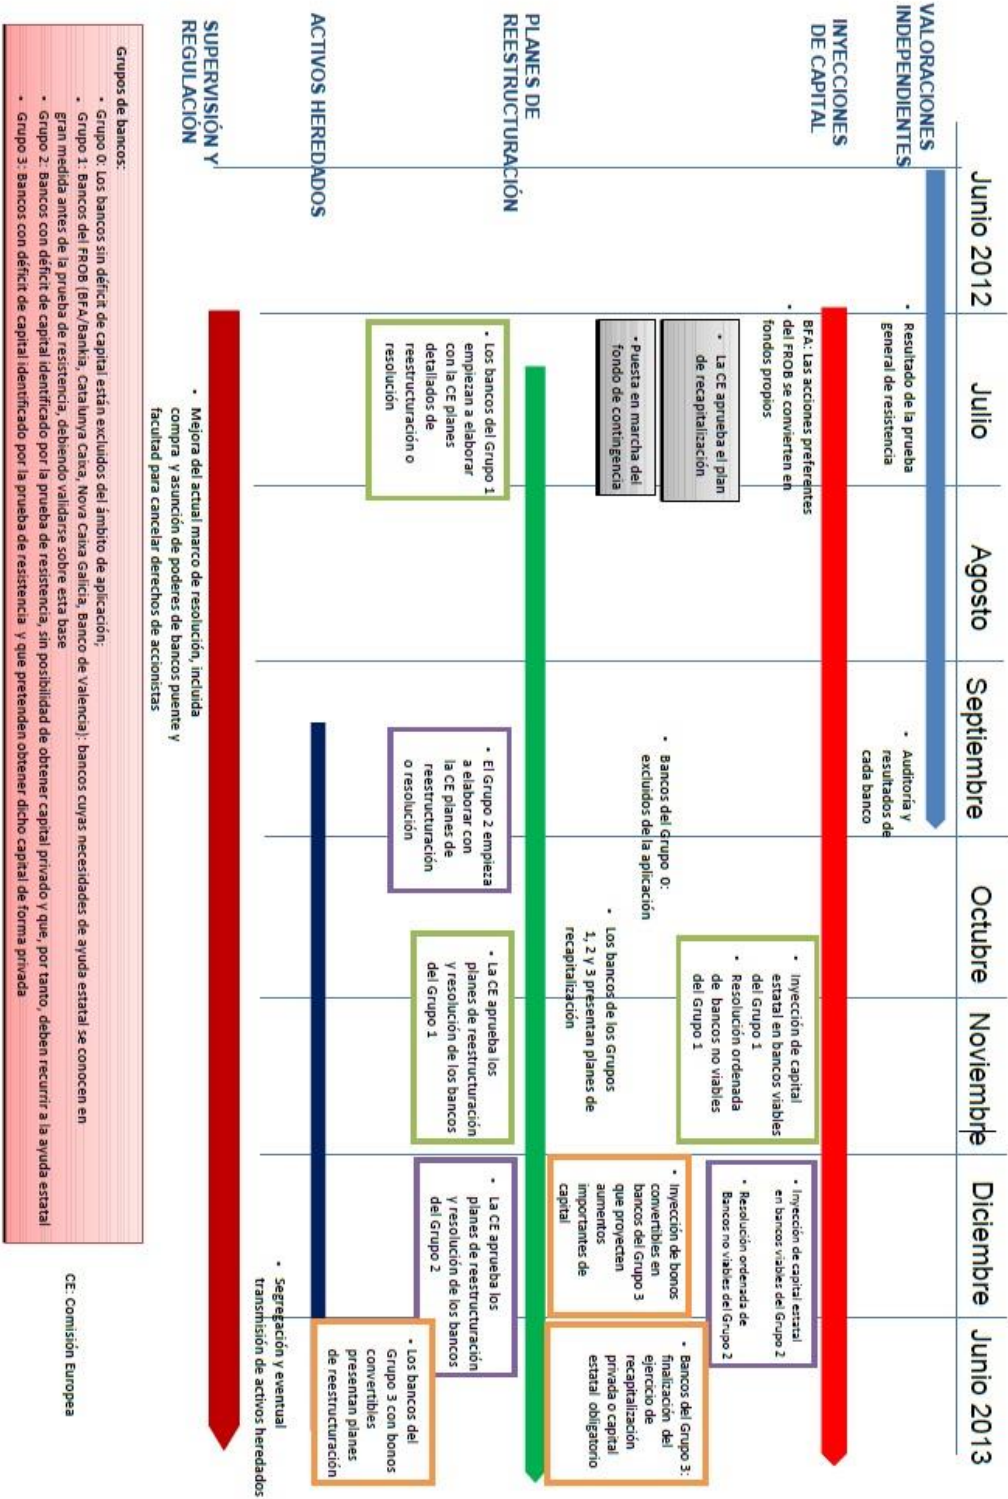 Junio 2012
Julio
Agosto
Septiembre
Octubre
Noviembre
Diciembre
Junio 2013
VALORACIONES
INDEPENDIENTES
• Resultado de la prueba
general de resistencia
• Auditoría y
resultados de
cada banco
INYECCIONES
DE CAPITAL
BFA: Las acciones preferentes
• del FROB se convierten en
fondos propios
• La CE aprueba el plan
de recapitalización
• Puesta en marcha del
fondo de contingencia
• Bancos del Grupo 0:
excluidos de la aplicación
• Los bancos de los Grupos
1, 2 y 3 presentan planes de
recapitalización
• Inyección de capital
estatal en bancos viables
del Grupo 1
• Resolución ordenada
de bancos no viables
del Grupo 1
• Inyección de capital estatal
en bancos viables del Grupo 2
• Resolución ordenada de
Bancos no viables del Grupo 2
• Inyección de bonos
convertibles en
bancos del Grupo 3
que proyecten
aumentos
importantes de
capital
• Bancos del Grupo 3:
finalización del
ejercicio de
recapitalización
privada o capital
estatal obligatorio
PLANES DE
REESTRUCTURACIÓN
• Los bancos del Grupo 1
empiezan a elaborar
con la CE planes
detallados de
reestructuración o
resolución
• El Grupo 2 empieza
a elaborar con
la CE planes de
reestructuración
o resolución
• La CE aprueba los
planes de reestructuración
y resolución de los bancos
del Grupo 1
• La CE aprueba los
planes de reestructuración
y resolución de los bancos
del Grupo 2
• Los bancos del
Grupo 3 con bonos
convertibles
presentan planes
de reestructuración
ACTIVOS HEREDADOS
• Segregación y eventual
transmisión de activos heredados
SUPERVISIÓN Y
REGULACIÓN
• Mejora del actual marco de resolución, incluida
compra y asunción de poderes de bancos puente y
facultad para cancelar derechos de accionistas
Grupos de bancos:
• Grupo 0: Los bancos sin déficit de capital están excluidos del ámbito de aplicación;
• Grupo 1: Bancos del FROB (BFA/Bankia, Catalunya Caixa, Nova Caixa Galicia, Banco de Valencia): bancos cuyas necesidades de ayuda estatal se conocen en
gran medida antes de la prueba de resistencia, debiendo validarse sobre esta base
• Grupo 2: Bancos con déficit de capital identificado por la prueba de resistencia, sin posibilidad de obtener capital privado y que, por tanto, deben recurrir a la ayuda estatal
• Grupo 3: Bancos con déficit de capital identificado por la prueba de resistencia y que pretenden obtener dicho capital de forma privada
CE: Comisión Europea